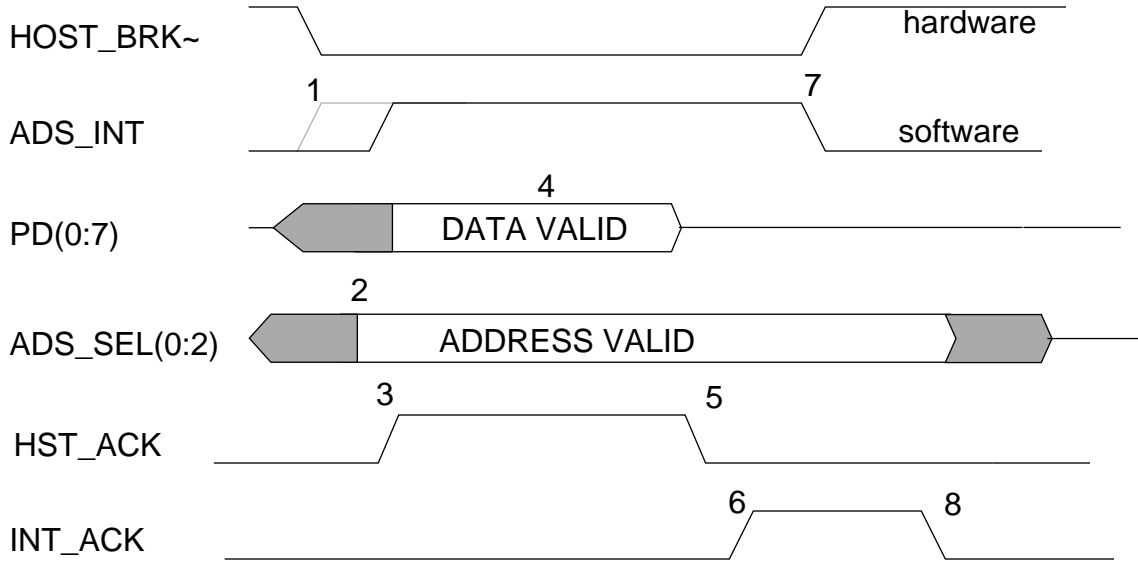 HOST_BRK~ hardware
1 7
ADS_INT software
4
PD(0:7) DATA VALID
2
ADS_SEL(0:2) ADDRESS VALID
3 5
HST_ACK
6 8
INT_ACK